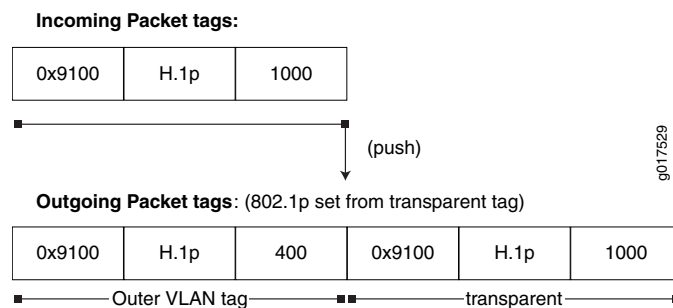 Incoming Packet tags:
0x9100 H.1p 1000
(push)
g017529
Outgoing Packet tags: (802.1p set from transparent tag)
0x9100 H.1p 400 0x9100 H.1p 1000
Outer VLAN tag transparent